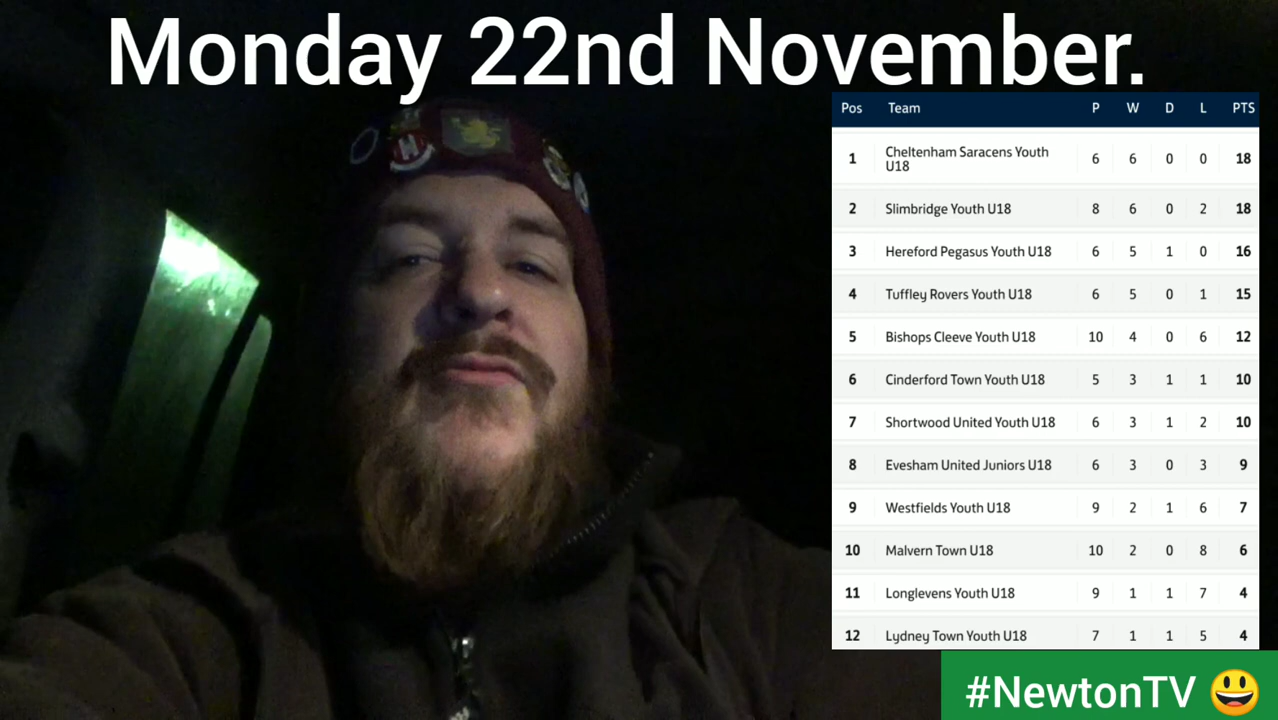 Monday 22nd November.
Pos Team P W D L PTS
1 Cheltenham Saracens Youth U18 6 6 0 0 18
2 Slimbridge Youth U18 8 6 0 2 18
3 Hereford Pegasus Youth U18 6 5 1 0 16
4 Tuffley Rovers Youth U18 6 5 0 1 15
5 Bishops Cleeve Youth U18 10 4 0 6 12
6 Cinderford Town Youth U18 5 3 1 1 10
7 Shortwood United Youth U18 6 3 1 2 10
8 Evesham United Juniors U18 6 3 0 3 9
9 Westfields Youth U18 9 2 1 6 7
10 Malvern Town U18 10 2 0 8 6
11 Longlevens Youth U18 9 1 1 7 4
12 Lydney Town Youth U18 7 1 1 5 4
#NewtonTV 😃